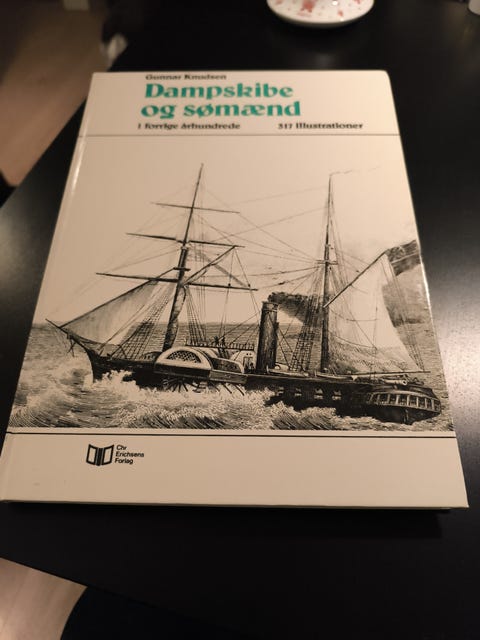 Gunnar Knudsen
Dampskibe
og sømænd
i forrige århundrede 317 illustrationer
Chr
Erichsens
Forlag